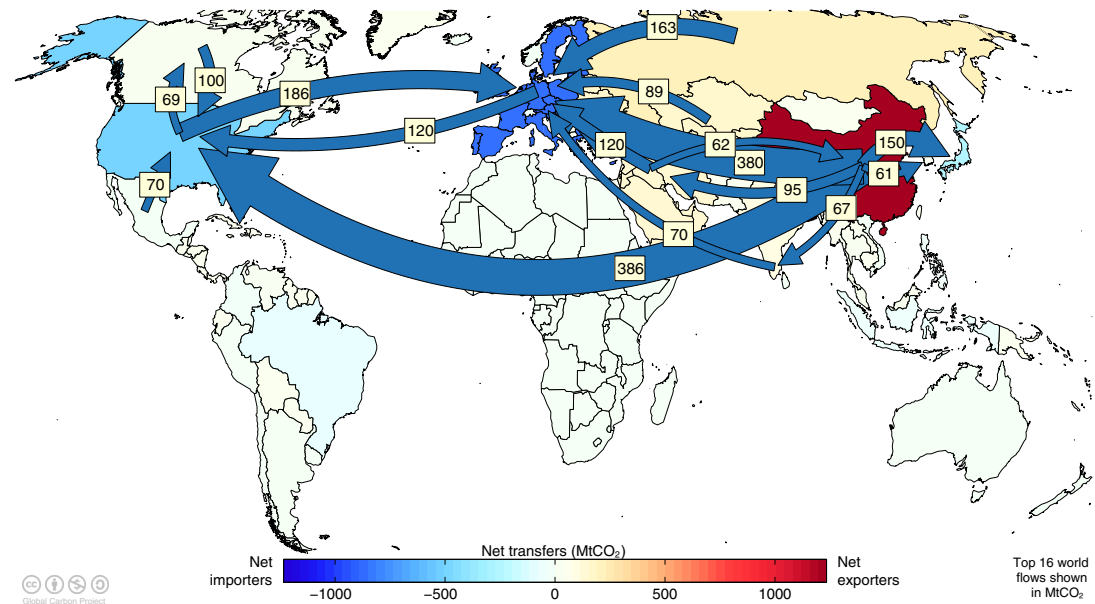 163
100
186
89
69
120
150
62
120
380
61
70
95
67
70
386
Net transfers (MtCO₂)
Net
importers
Net
exporters
−1000
−500
0
500
1000
Top 16 world
flows shown
in MtCO₂
cc
Global Carbon Project